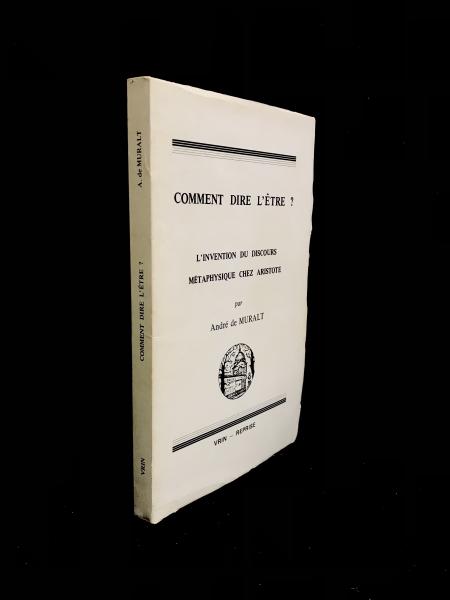 A. de MURALT
COMMENT DIRE L'ÊTRE ?
VRIN
COMMENT DIRE L'ÊTRE ?
L'INVENTION DU DISCOURS
MÉTAPHYSIQUE CHEZ ARISTOTE
par
André de MURALT
VRIN – REPRISE